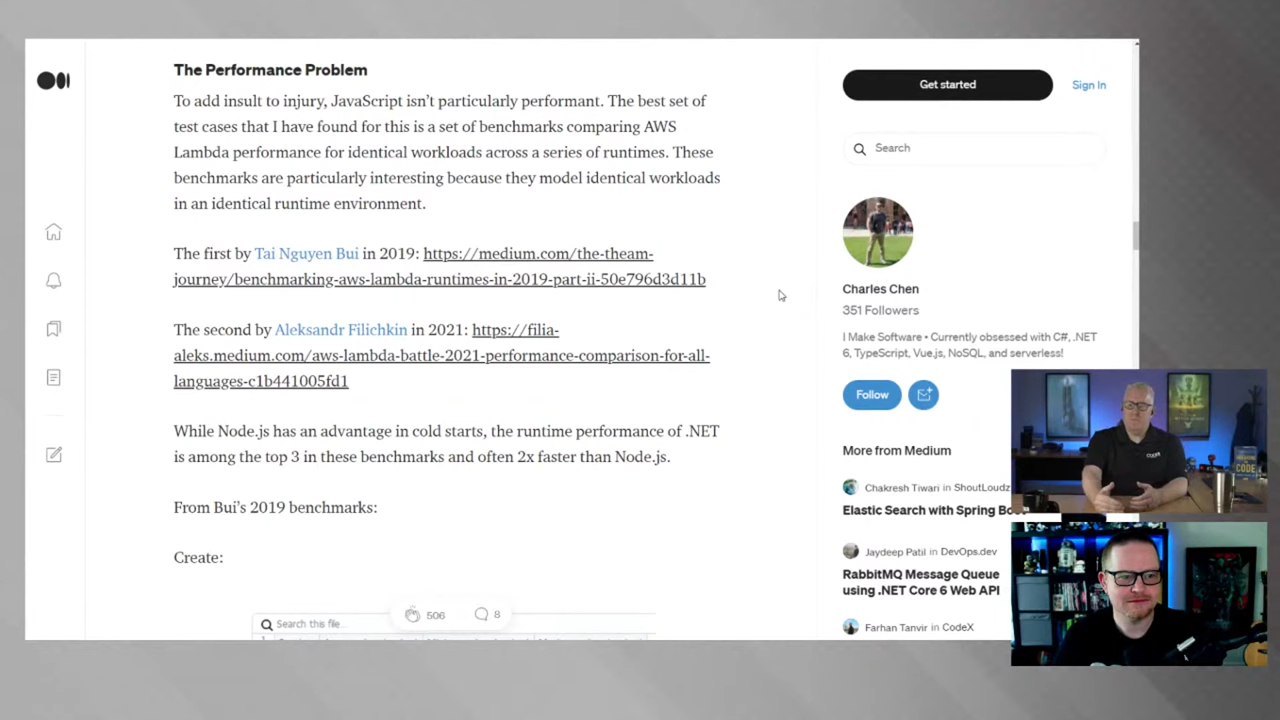 The Performance Problem
To add insult to injury, JavaScript isn't particularly performant. The best set of
test cases that I have found for this is a set of benchmarks comparing AWS
Lambda performance for identical workloads across a series of runtimes. These
benchmarks are particularly interesting because they model identical workloads
in an identical runtime environment.
The first by Tai Nguyen Bui in 2019: https://medium.com/the-theam-
journey/benchmarking-aws-lambda-runtimes-in-2019-part-ii-50e796d3d11b
The second by Aleksandr Filichkin in 2021: https://filia-
aleks.medium.com/aws-lambda-battle-2021-performance-comparison-for-all-
languages-c1b441005fd1
While Node.js has an advantage in cold starts, the runtime performance of .NET
is among the top 3 in these benchmarks and often 2x faster than Node.js.
From Bui's 2019 benchmarks:
Create:
Search this file...
506
8
Get started
Sign In
Search
Charles Chen
351 Followers
I Make Software • Currently obsessed with C#, .NET
6, TypeScript, Vue.js, NoSQL, and serverless!
Follow
More from Medium
Chakresh Tiwari in ShoutLoudz
Elastic Search with Spring Boot
Jaydeep Patil in DevOps.dev
RabbitMQ Message Queue
using .NET Core 6 Web API
Farhan Tanvir in CodeX
CODE
CODE